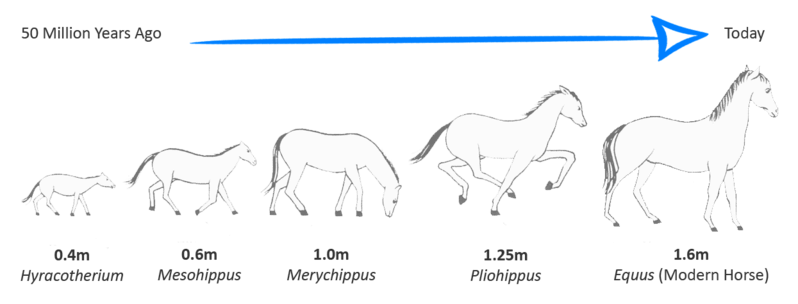 50 Million Years Ago
Today
0.4m
Hyracotherium
0.6m
Mesohippus
1.0m
Merychippus
1.25m
Pliohippus
1.6m
Equus (Modern Horse)